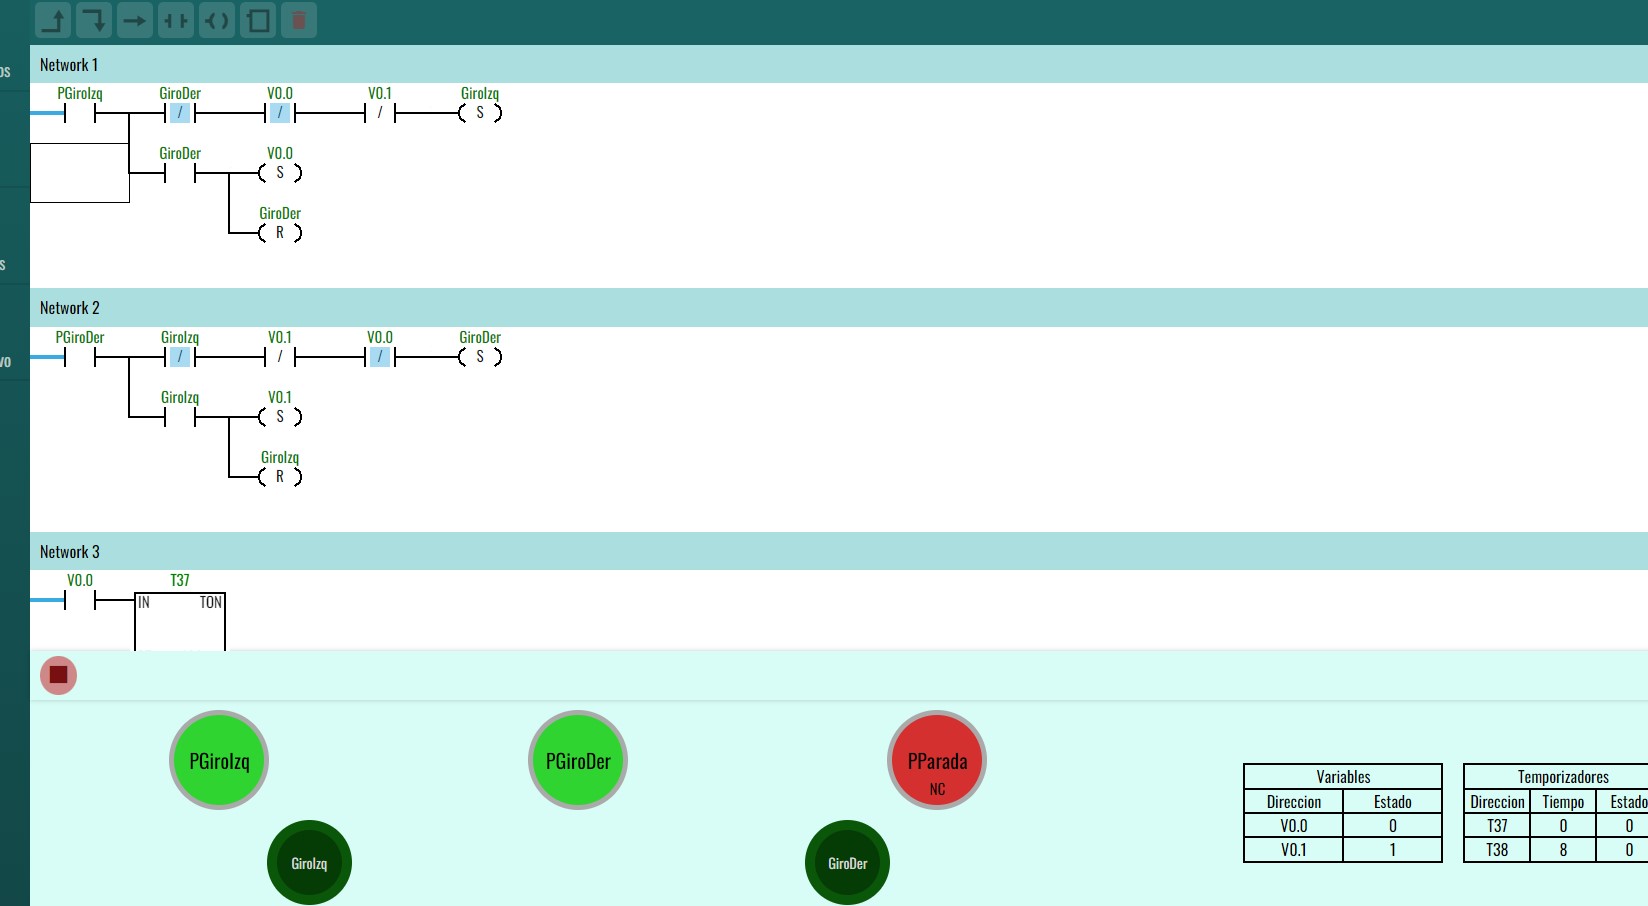 OS
S
VO
Network 1
PGiroIzq GiroDer V0.0 V0.1 GiroIzq
/ / / S
GiroDer V0.0
S
GiroDer
R
Network 2
PGiroDer GiroIzq V0.1 V0.0 GiroDer
/ / / S
GiroIzq V0.1
S
GiroIzq
R
Network 3
V0.0 T37
IN TON
PGiroIzq PGiroDer PParada
NC
GiroIzq GiroDer
Variables
Direccion Estado
V0.0 0
V0.1 1
Temporizadores
Direccion Tiempo Estado
T37 0 0
T38 8 0